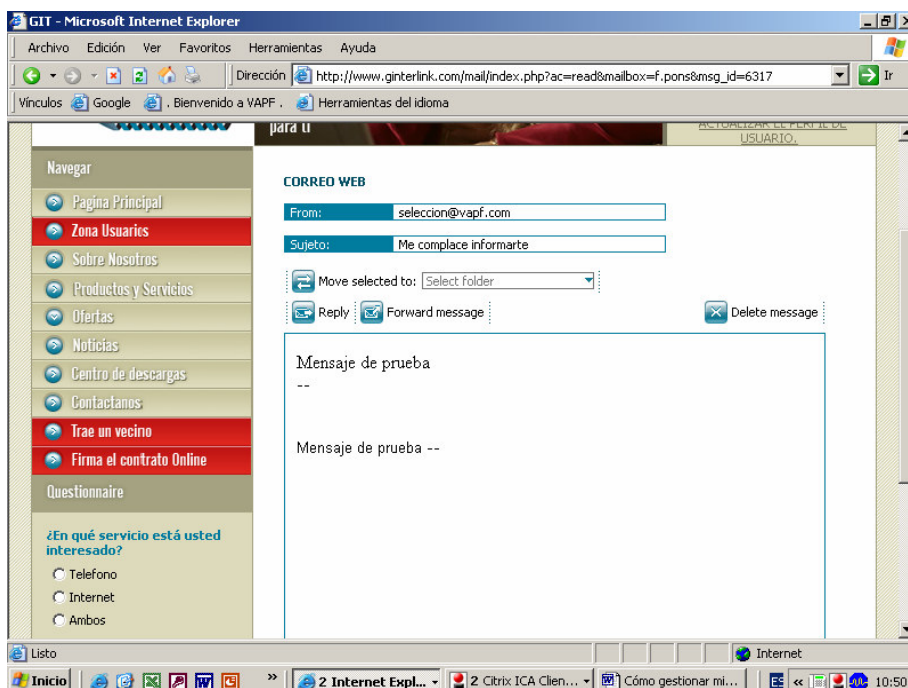 GIT - Microsoft Internet Explorer
Archivo Edición Ver Favoritos Herramientas Ayuda
Dirección http://www.ginterlink.com/mail/index.php?ac=read&mailbox=f.pons&msg_id=6317 Ir
Vínculos Google . Bienvenido a VAPF . Herramientas del idioma
para ti
ACTUALIZAR EL PERFIL DE
USUARIO.
Navegar
Pagina Principal
Zona Usuarios
Sobre Nosotros
Productos y Servicios
Ofertas
Noticias
Centro de descargas
Contactanos
Trae un vecino
Firma el contrato Online
Questionnaire
¿En qué servicio está usted
interesado?
Telefono
Internet
Ambos
CORREO WEB
From: seleccion@vapf.com
Sujeto: Me complace informarte
Move selected to: Select folder
Reply Forward message Delete message
Mensaje de prueba
--
Mensaje de prueba --
Listo Internet
Inicio » 2 Internet Expl... 2 Citrix ICA Clien... Cómo gestionar mi... ES « 10:50